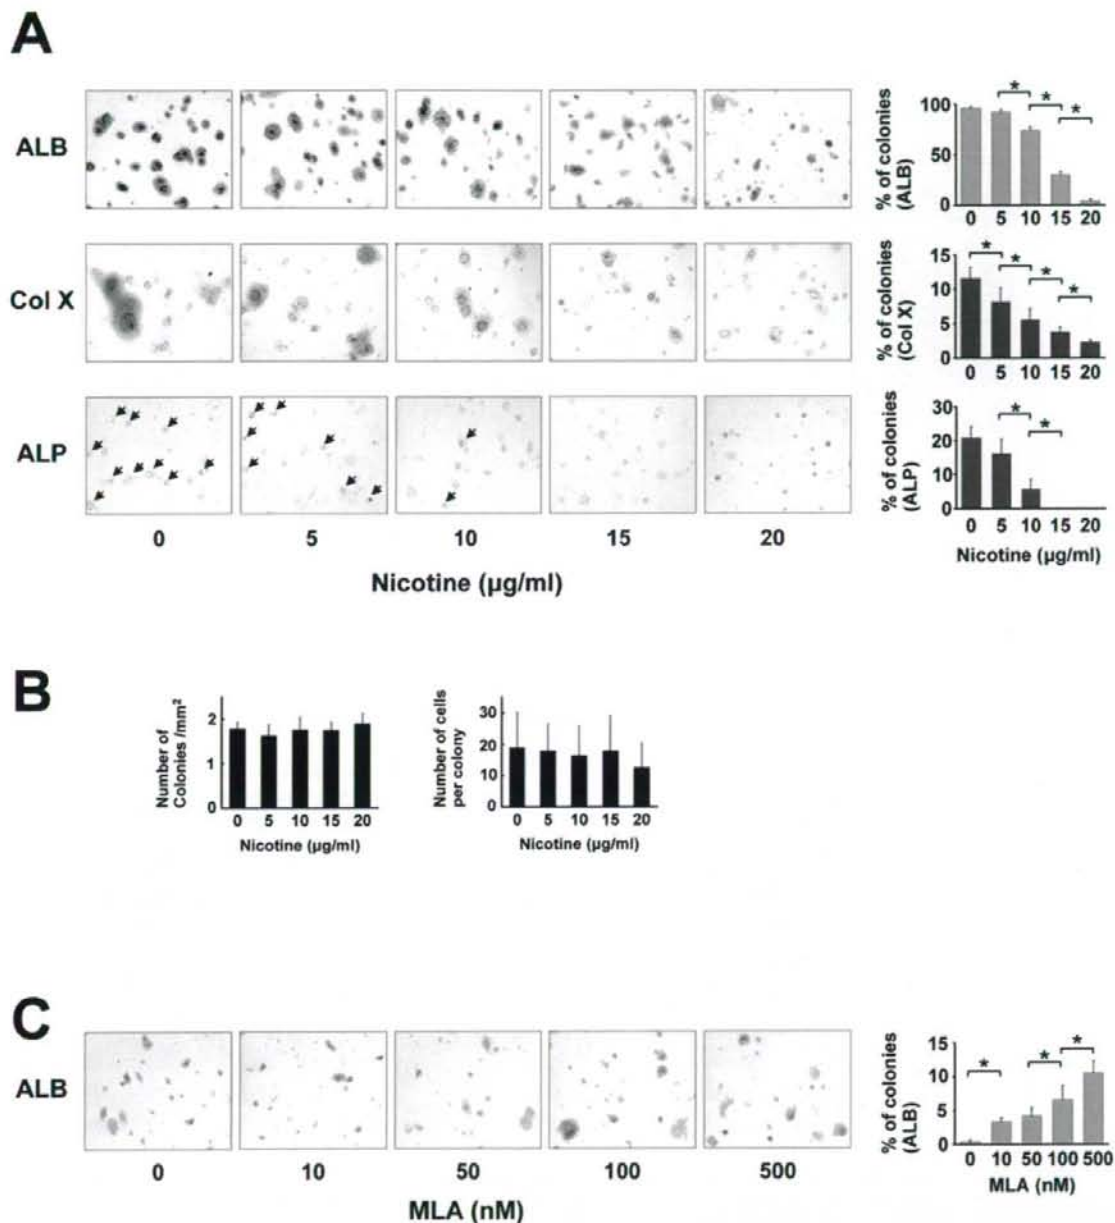 A
ALB
% of colonies
(ALB)
100
50
0
0 5 10 15 20
* * *
Col X
% of colonies
(Col X)
15
10
5
0
0 5 10 15 20
* * * *
ALP
% of colonies
(ALP)
30
20
10
0
0 5 10 15 20
* *
0 5 10 15 20
Nicotine (µg/ml)
Nicotine (µg/ml)
B
Number of
Colonies /mm²
2
1
0
0 5 10 15 20
Nicotine (µg/ml)
Number of cells
per colony
30
20
10
0
0 5 10 15 20
Nicotine (µg/ml)
C
ALB
0 10 50 100 500
MLA (nM)
% of colonies
(ALB)
15
10
5
0
* * *
0 10 50 100 500
MLA (nM)